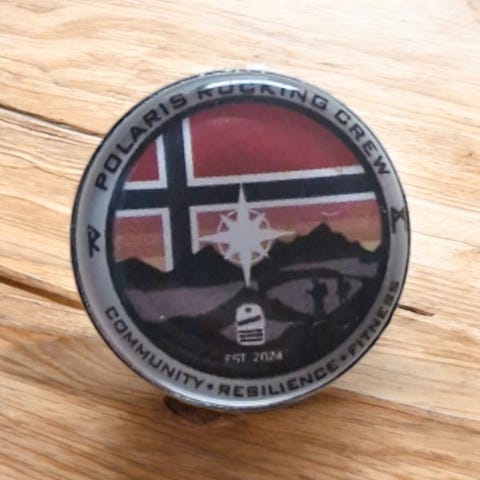 POLARIS RUCKING CREW
EST 2024
COMMUNITY • RESILIENCE • FITNESS